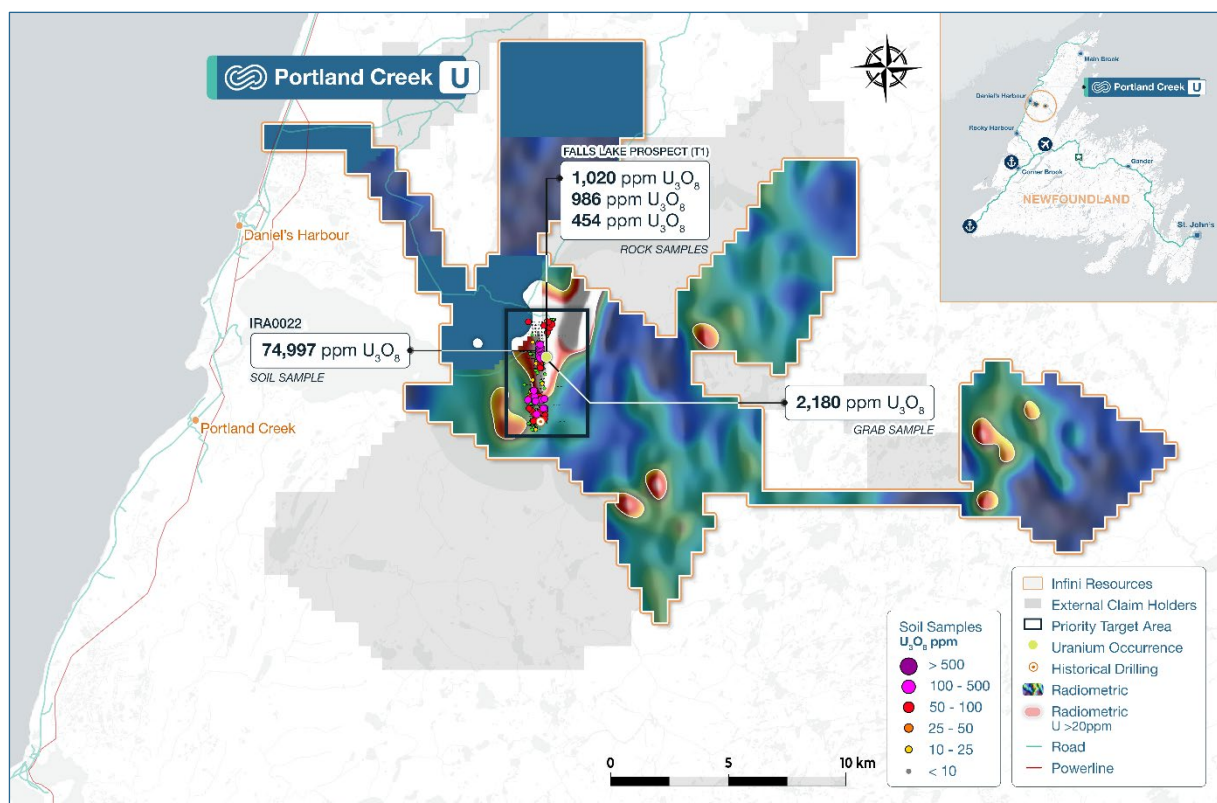 Portland Creek U
FALLS LAKE PROSPECT (T1)
1,020 ppm U₃O₈
986 ppm U₃O₈
454 ppm U₃O₈
ROCK SAMPLES
Daniel's Harbour
IRA0022
74,997 ppm U₃O₈
SOIL SAMPLE
2,180 ppm U₃O₈
GRAB SAMPLE
Portland Creek
Main Brook
Portland Creek U
Daniel's Harbour
Rocky Harbour
Corner Brook
Gander
NEWFOUNDLAND
St. John's
Soil Samples
U₃O₈ ppm
> 500
100 - 500
50 - 100
25 - 50
10 - 25
< 10
Infini Resources
External Claim Holders
Priority Target Area
Uranium Occurrence
Historical Drilling
Radiometric
Radiometric
U >20ppm
Road
Powerline
0 5 10 km